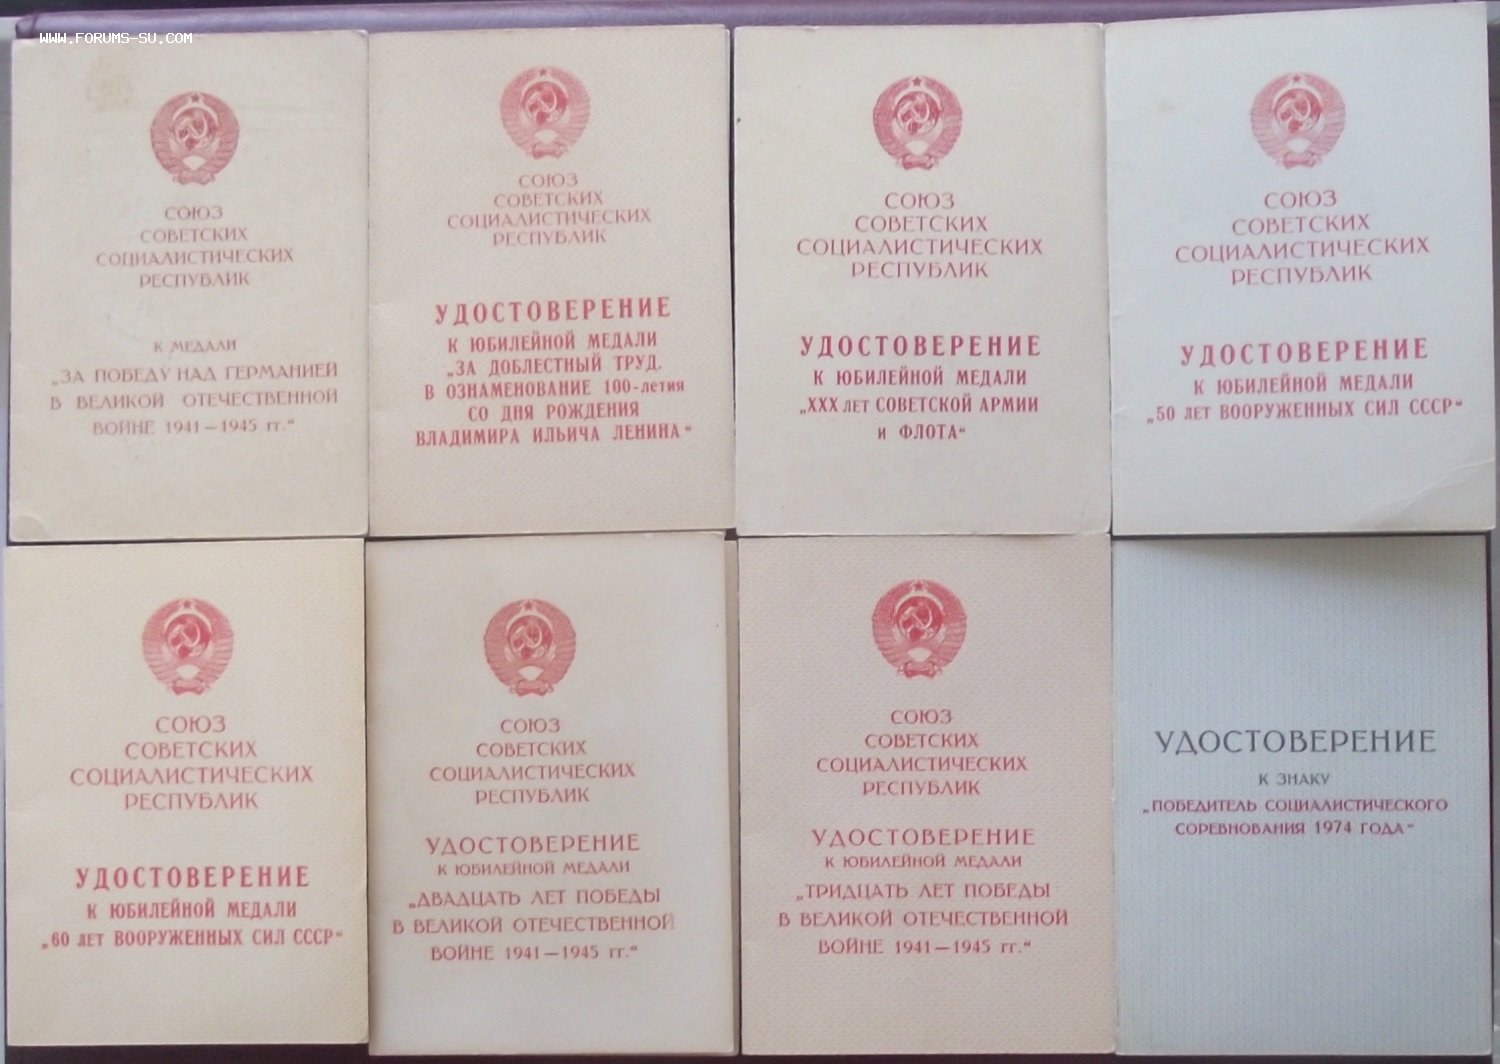 WWW.FORUMS-SU.COM
СОЮЗ
СОВЕТСКИХ
СОЦИАЛИСТИЧЕСКИХ
РЕСПУБЛИК
К МЕДАЛИ
„ЗА ПОБЕДУ НАД ГЕРМАНИЕЙ
В ВЕЛИКОЙ ОТЕЧЕСТВЕННОЙ
ВОЙНЕ 1941—1945 гг.“
СОЮЗ
СОВЕТСКИХ
СОЦИАЛИСТИЧЕСКИХ
РЕСПУБЛИК
УДОСТОВЕРЕНИЕ
К ЮБИЛЕЙНОЙ МЕДАЛИ
„ЗА ДОБЛЕСТНЫЙ ТРУД.
В ОЗНАМЕНОВАНИЕ 100-летия
СО ДНЯ РОЖДЕНИЯ
ВЛАДИМИРА ИЛЬИЧА ЛЕНИНА“
СОЮЗ
СОВЕТСКИХ
СОЦИАЛИСТИЧЕСКИХ
РЕСПУБЛИК
УДОСТОВЕРЕНИЕ
К ЮБИЛЕЙНОЙ МЕДАЛИ
„XXX ЛЕТ СОВЕТСКОЙ АРМИИ
И ФЛОТА“
СОЮЗ
СОВЕТСКИХ
СОЦИАЛИСТИЧЕСКИХ
РЕСПУБЛИК
УДОСТОВЕРЕНИЕ
К ЮБИЛЕЙНОЙ МЕДАЛИ
„50 ЛЕТ ВООРУЖЕННЫХ СИЛ СССР“
СОЮЗ
СОВЕТСКИХ
СОЦИАЛИСТИЧЕСКИХ
РЕСПУБЛИК
УДОСТОВЕРЕНИЕ
К ЮБИЛЕЙНОЙ МЕДАЛИ
„60 ЛЕТ ВООРУЖЕННЫХ СИЛ СССР“
СОЮЗ
СОВЕТСКИХ
СОЦИАЛИСТИЧЕСКИХ
РЕСПУБЛИК
УДОСТОВЕРЕНИЕ
К ЮБИЛЕЙНОЙ МЕДАЛИ
„ДВАДЦАТЬ ЛЕТ ПОБЕДЫ
В ВЕЛИКОЙ ОТЕЧЕСТВЕННОЙ
ВОЙНЕ 1941—1945 гг.“
СОЮЗ
СОВЕТСКИХ
СОЦИАЛИСТИЧЕСКИХ
РЕСПУБЛИК
УДОСТОВЕРЕНИЕ
К ЮБИЛЕЙНОЙ МЕДАЛИ
„ТРИДЦАТЬ ЛЕТ ПОБЕДЫ
В ВЕЛИКОЙ ОТЕЧЕСТВЕННОЙ
ВОЙНЕ 1941—1945 гг.“
УДОСТОВЕРЕНИЕ
К ЗНАКУ
„ПОБЕДИТЕЛЬ СОЦИАЛИСТИЧЕСКОГО
СОРЕВНОВАНИЯ 1974 ГОДА“